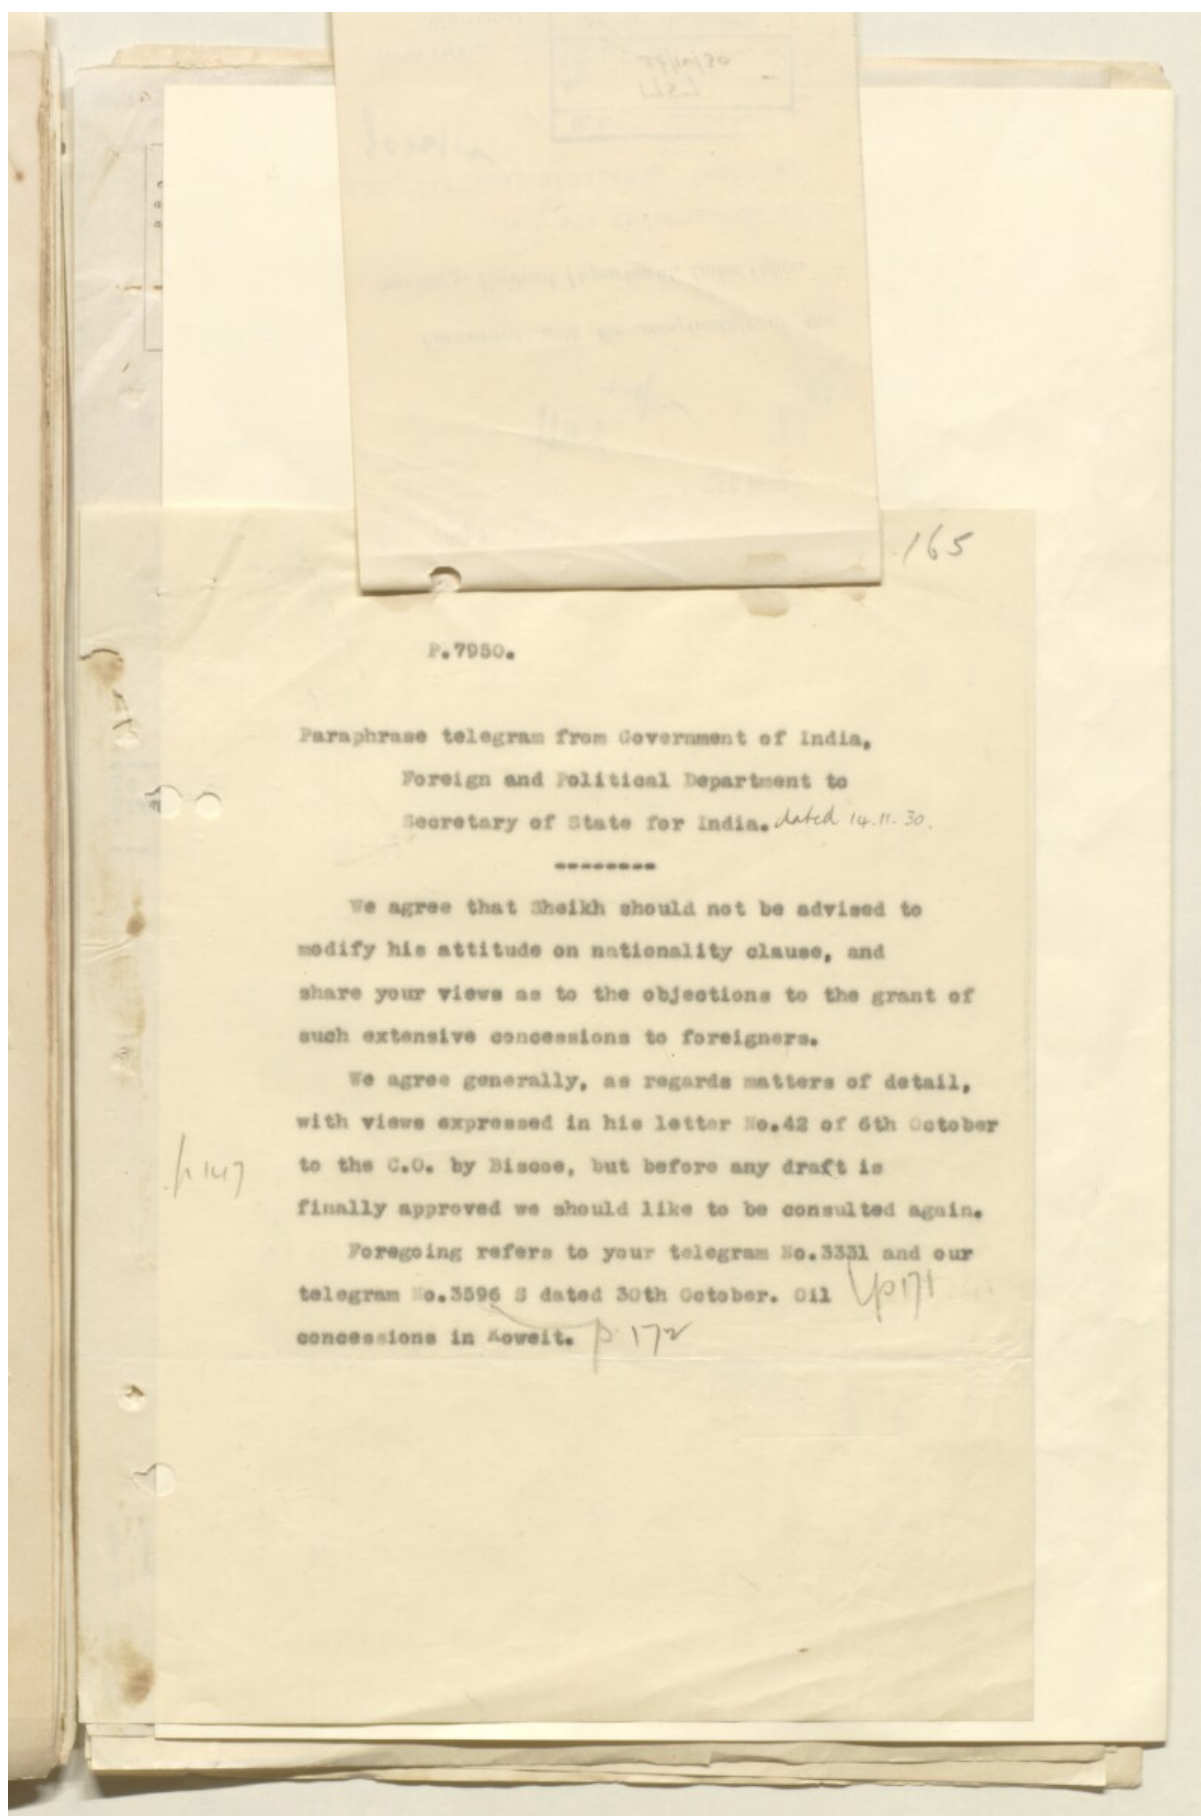 165
P.7950.
Paraphrase telegram from Government of India,
Foreign and Political Department to
Secretary of State for India. dated 14.11.30.
--------
We agree that Sheikh should not be advised to
modify his attitude on nationality clause, and
share your views as to the objections to the grant of
such extensive concessions to foreigners.
We agree generally, as regards matters of detail,
with views expressed in his letter No.42 of 6th October
p 147
to the C.O. by Biscoe, but before any draft is
finally approved we should like to be consulted again.
Foregoing refers to your telegram No.3331 and our
telegram No.3596 S dated 30th October. Oil
p171
concessions in Koweit.
p 172